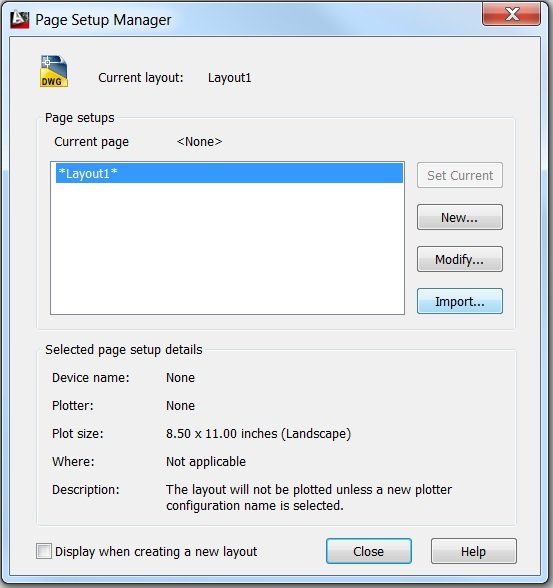 Page Setup Manager
DWG
Current layout: Layout1
Page setups
Current page <None>
*Layout1*
Set Current
New...
Modify...
Import...
Selected page setup details
Device name: None
Plotter: None
Plot size: 8.50 x 11.00 inches (Landscape)
Where: Not applicable
Description: The layout will not be plotted unless a new plotter
configuration name is selected.
Display when creating a new layout
Close
Help